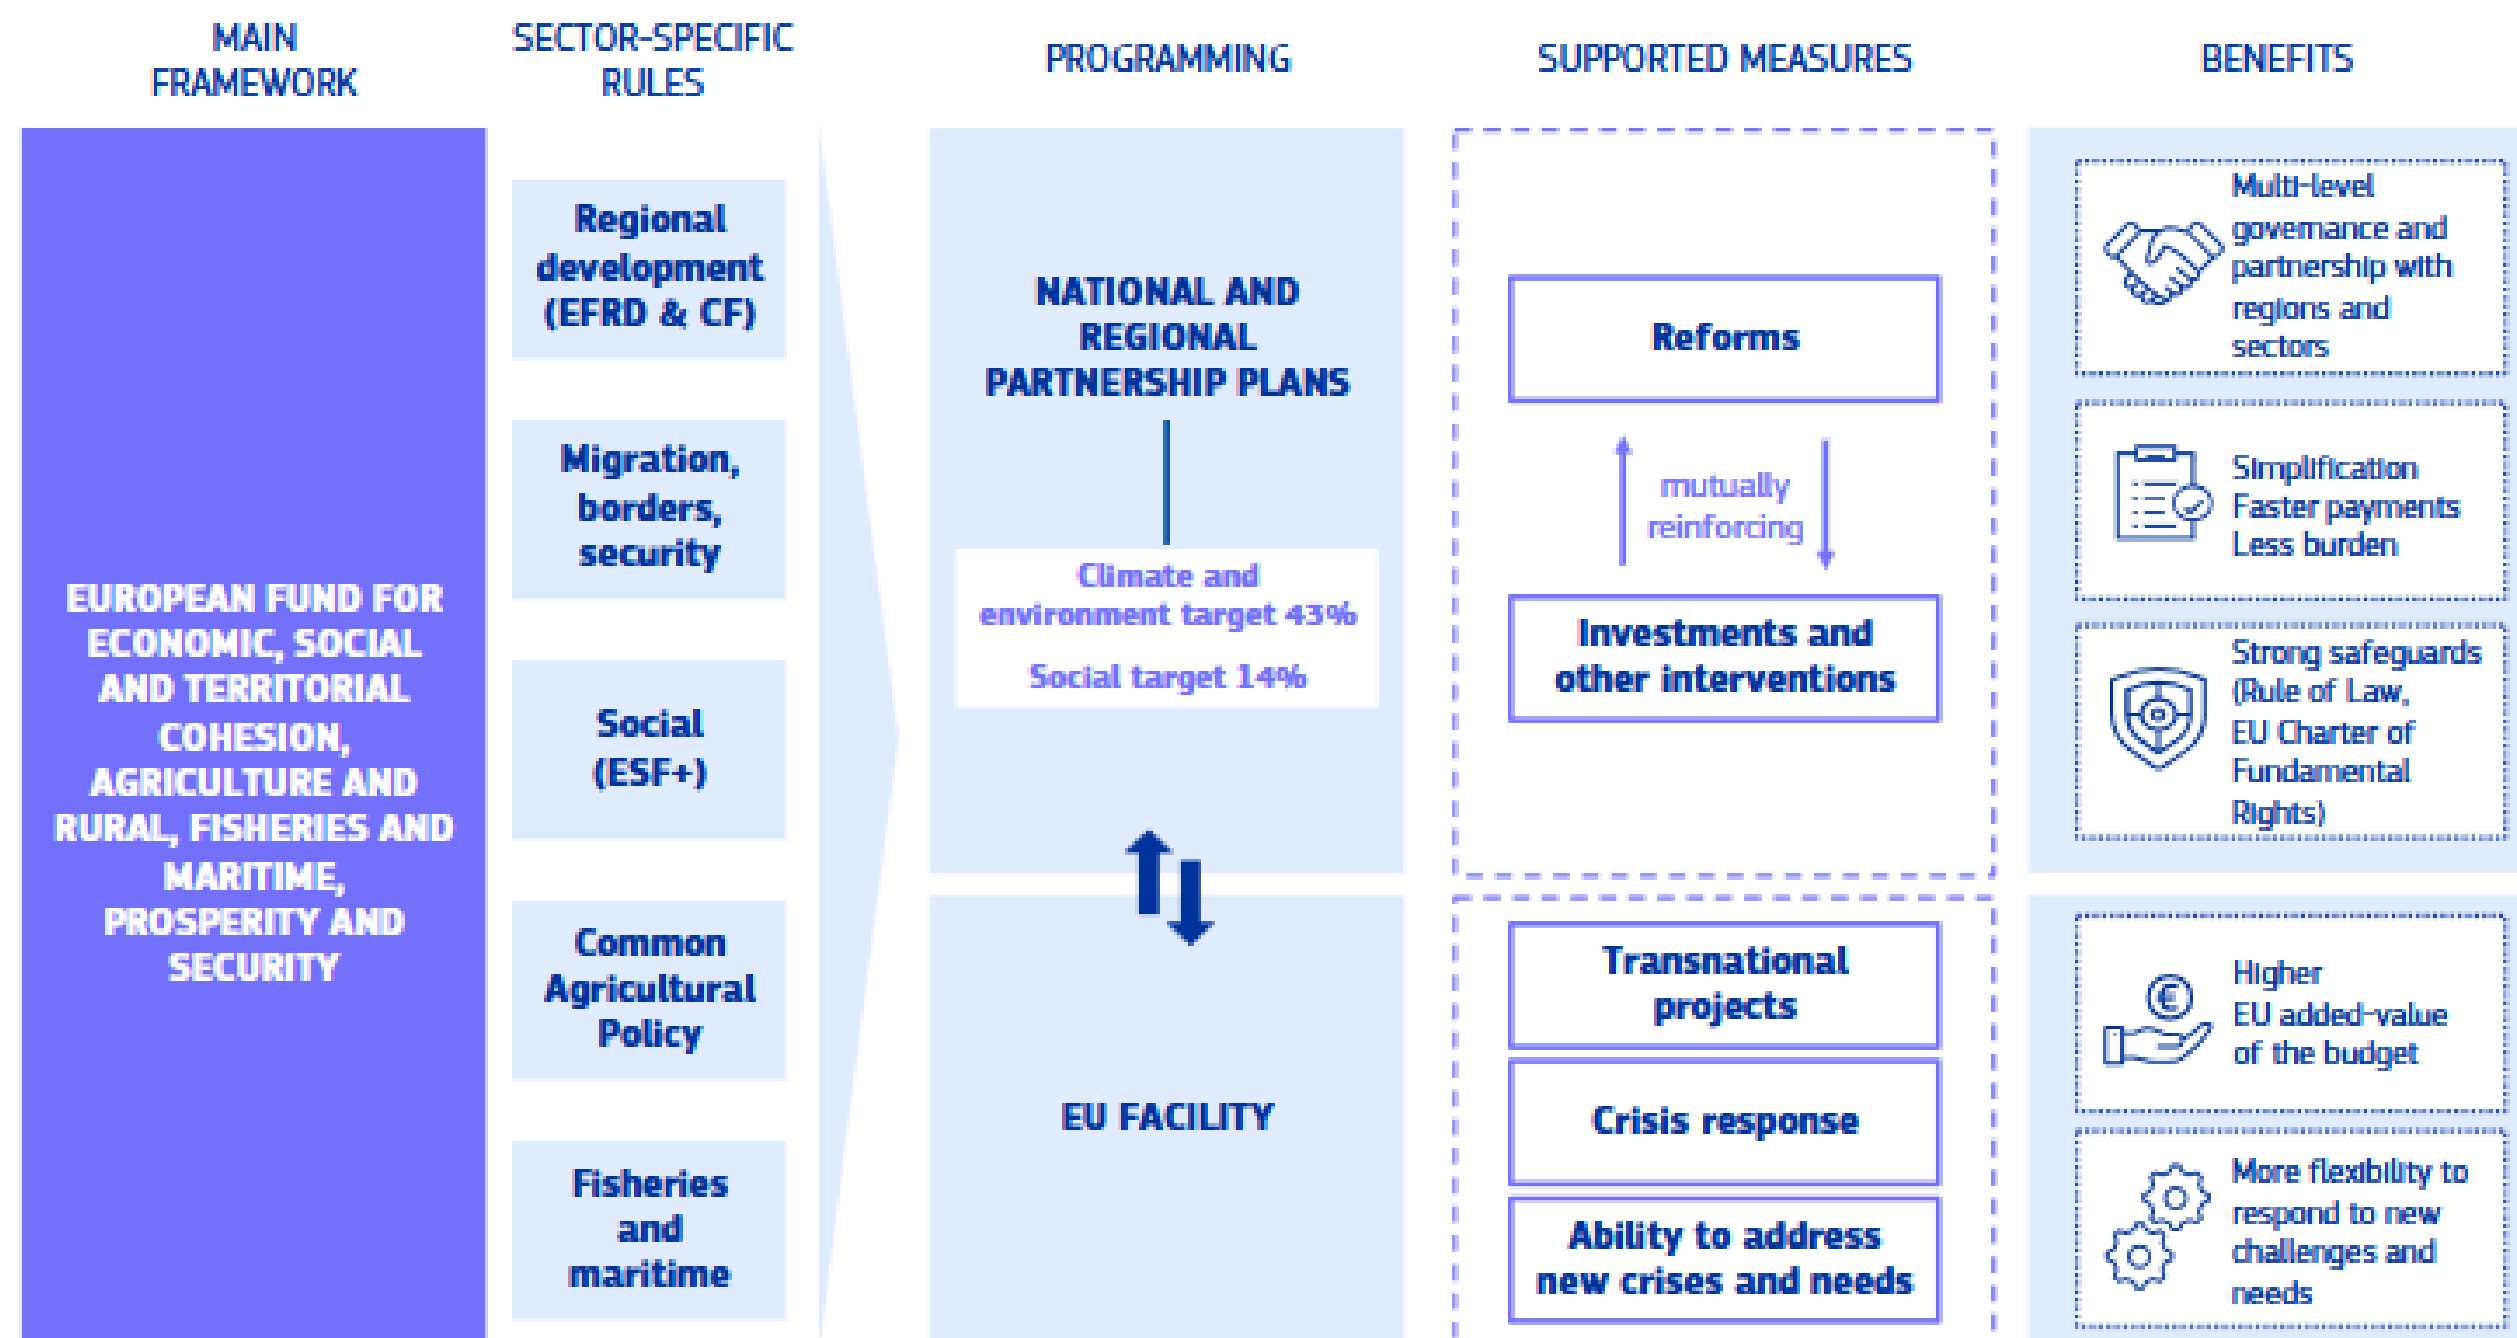 MAIN
FRAMEWORK
SECTOR-SPECIFIC
RULES
PROGRAMMING
SUPPORTED MEASURES
BENEFITS
EUROPEAN FUND FOR
ECONOMIC, SOCIAL
AND TERRITORIAL
COHESION,
AGRICULTURE AND
RURAL, FISHERIES AND
MARITIME,
PROSPERITY AND
SECURITY
Regional
development
(EFRD & CF)
Migration,
borders,
security
Social
(ESF+)
Common
Agricultural
Policy
Fisheries
and
maritime
NATIONAL AND
REGIONAL
PARTNERSHIP PLANS
Climate and
environment target 43%
Social target 14%
EU FACILITY
Reforms
mutually
reinforcing
Investments and
other interventions
Transnational
projects
Crisis response
Ability to address
new crises and needs
Multi-level
governance and
partnership with
regions and
sectors
Simplification
Faster payments
Less burden
Strong safeguards
(Rule of Law,
EU Charter of
Fundamental
Rights)
€
Higher
EU added-value
of the budget
More flexibility to
respond to new
challenges and
needs